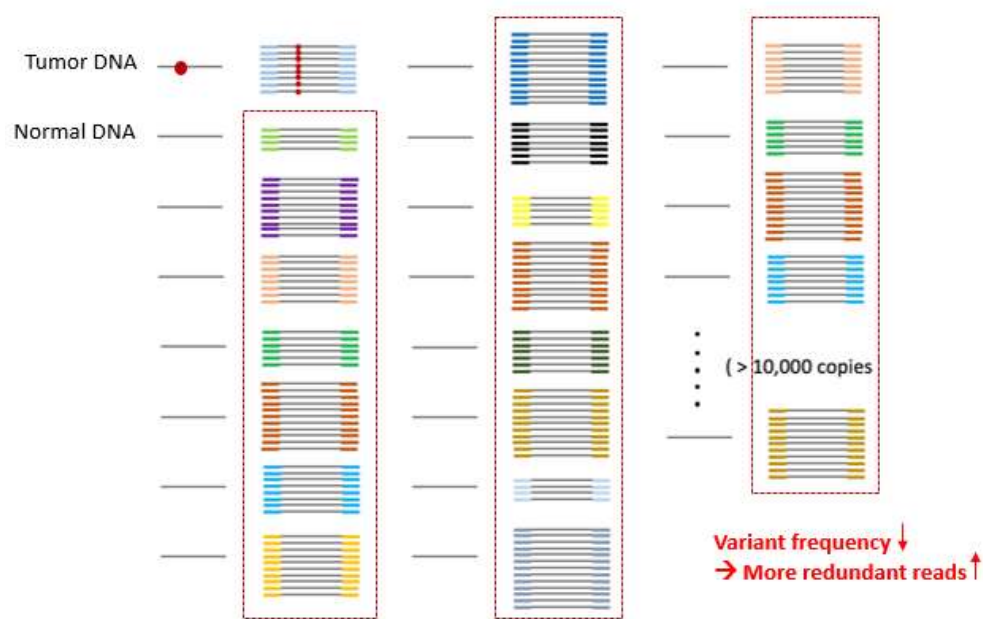 Tumor DNA
Normal DNA
( > 10,000 copies
Variant frequency ↓
→ More redundant reads ↑